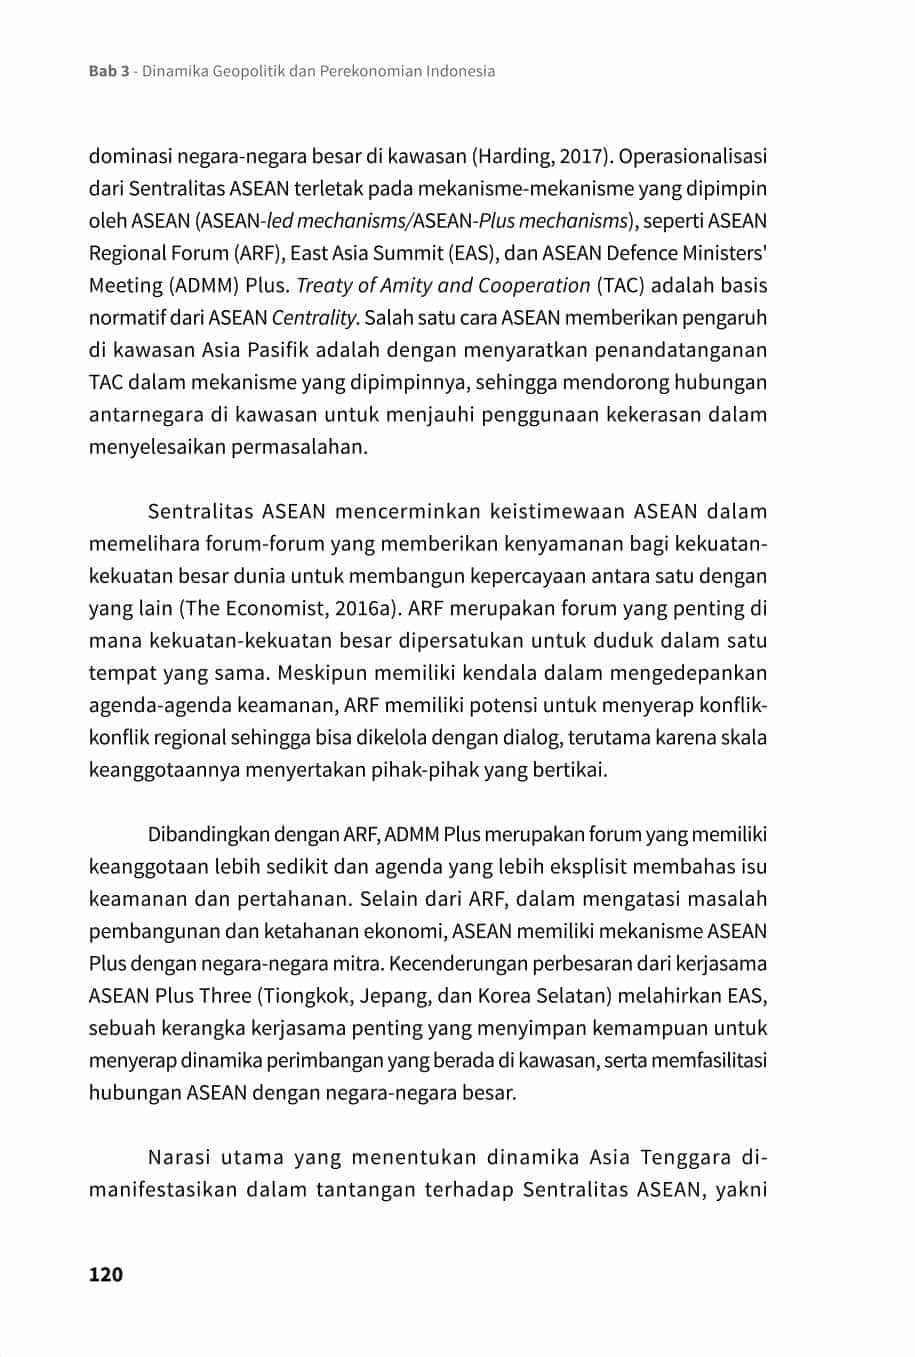 Bab 3 - Dinamika Geopolitik dan Perekonomian Indonesia
dominasi negara-negara besar di kawasan (Harding, 2017). Operasionalisasi
dari Sentralitas ASEAN terletak pada mekanisme-mekanisme yang dipimpin
oleh ASEAN (ASEAN-led mechanisms/ASEAN-Plus mechanisms), seperti ASEAN
Regional Forum (ARF), East Asia Summit (EAS), dan ASEAN Defence Ministers'
Meeting (ADMM) Plus. Treaty of Amity and Cooperation (TAC) adalah basis
normatif dari ASEAN Centrality. Salah satu cara ASEAN memberikan pengaruh
di kawasan Asia Pasifik adalah dengan menyaratkan penandatanganan
TAC dalam mekanisme yang dipimpinnya, sehingga mendorong hubungan
antarnegara di kawasan untuk menjauhi penggunaan kekerasan dalam
menyelesaikan permasalahan.
Sentralitas ASEAN mencerminkan keistimewaan ASEAN dalam
memelihara forum-forum yang memberikan kenyamanan bagi kekuatan-
kekuatan besar dunia untuk membangun kepercayaan antara satu dengan
yang lain (The Economist, 2016a). ARF merupakan forum yang penting di
mana kekuatan-kekuatan besar dipersatukan untuk duduk dalam satu
tempat yang sama. Meskipun memiliki kendala dalam mengedepankan
agenda-agenda keamanan, ARF memiliki potensi untuk menyerap konflik-
konflik regional sehingga bisa dikelola dengan dialog, terutama karena skala
keanggotaannya menyertakan pihak-pihak yang bertikai.
Dibandingkan dengan ARF, ADMM Plus merupakan forum yang memiliki
keanggotaan lebih sedikit dan agenda yang lebih eksplisit membahas isu
keamanan dan pertahanan. Selain dari ARF, dalam mengatasi masalah
pembangunan dan ketahanan ekonomi, ASEAN memiliki mekanisme ASEAN
Plus dengan negara-negara mitra. Kecenderungan perbesaran dari kerjasama
ASEAN Plus Three (Tiongkok, Jepang, dan Korea Selatan) melahirkan EAS,
sebuah kerangka kerjasama penting yang menyimpan kemampuan untuk
menyerap dinamika perimbangan yang berada di kawasan, serta memfasilitasi
hubungan ASEAN dengan negara-negara besar.
Narasi utama yang menentukan dinamika Asia Tenggara di-
manifestasikan dalam tantangan terhadap Sentralitas ASEAN, yakni
120